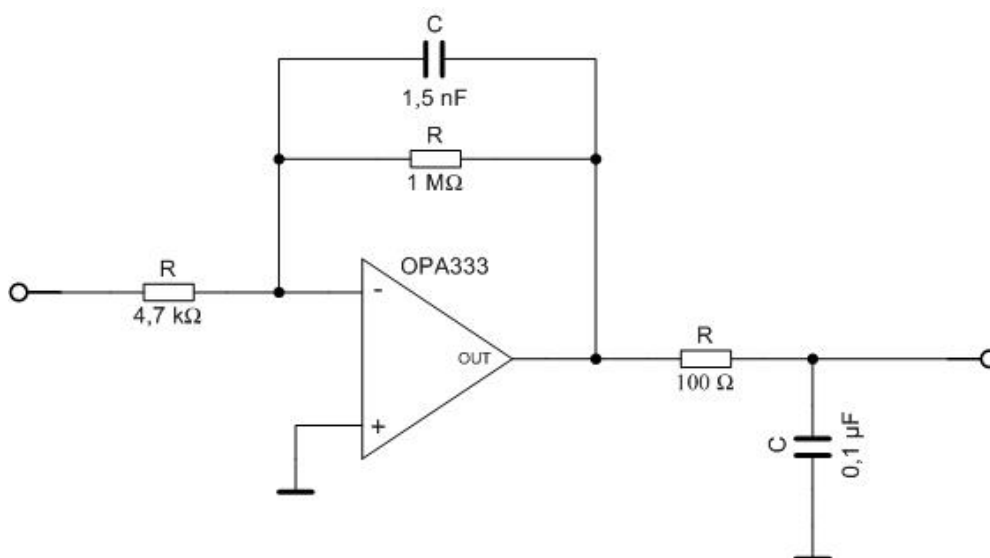 C
1,5 nF
R
1 MΩ
OPA333
R
4,7 kΩ
-
OUT
+
R
100 Ω
C
0,1 µF